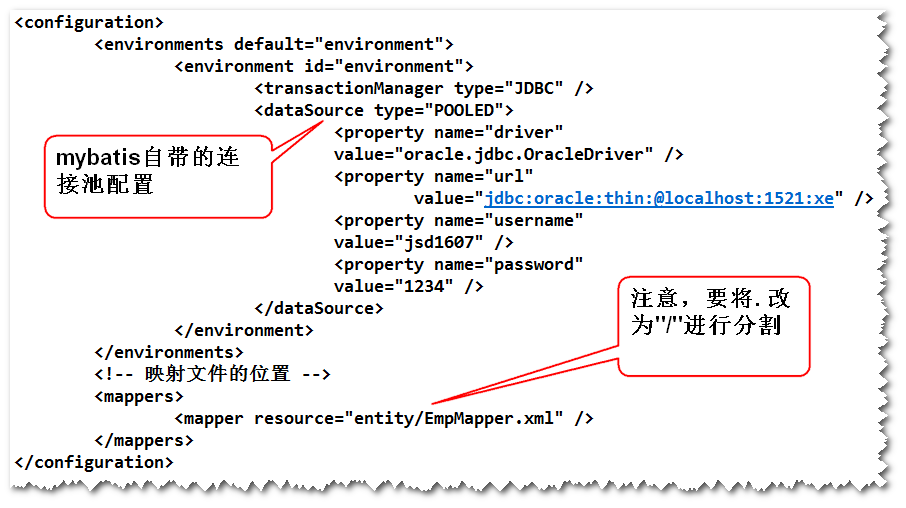 <configuration>
<environments default="environment">
<environment id="environment">
<transactionManager type="JDBC" />
<dataSource type="POOLED">
<property name="driver"
value="oracle.jdbc.OracleDriver" />
<property name="url"
value="jdbc:oracle:thin:@localhost:1521:xe" />
<property name="username"
value="jsd1607" />
<property name="password"
value="1234" />
</dataSource>
</environment>
</environments>
<!-- 映射文件的位置 -->
<mappers>
<mapper resource="entity/EmpMapper.xml" />
</mappers>
</configuration>
mybatis自带的连
接池配置
注意，要将.改
为"/"进行分割